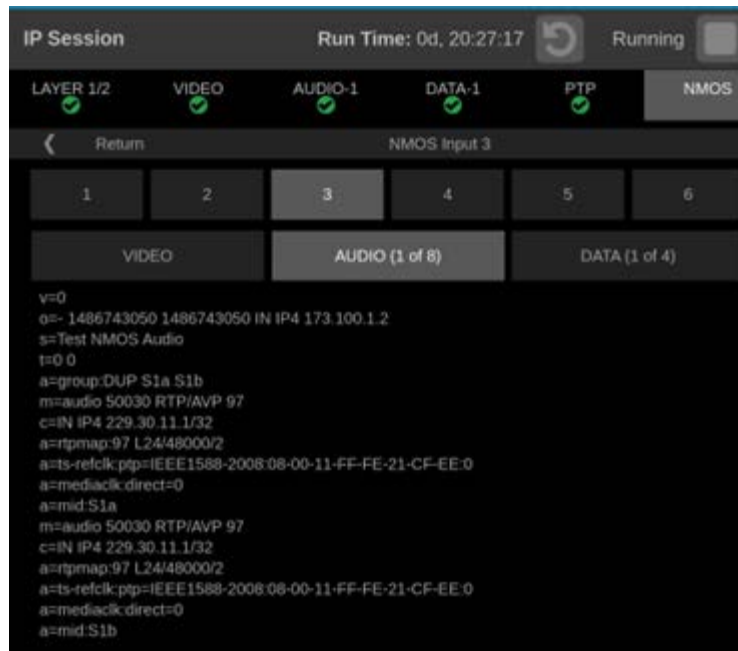 IP Session Run Time: 0d, 20:27:17 Running
LAYER 1/2 VIDEO AUDIO-1 DATA-1 PTP NMOS
Return NMOS Input 3
1 2 3 4 5 6
VIDEO AUDIO (1 of 8) DATA (1 of 4)
v=0
o=- 1486743050 1486743050 IN IP4 173.100.1.2
s=Test NMOS Audio
t=0 0
a=group:DUP S1a S1b
m=audio 50030 RTP/AVP 97
c=IN IP4 229.30.11.1/32
a=rtpmap:97 L24/48000/2
a=ts-refclk:ptp=IEEE1588-2008:08-00-11-FF-FE-21-CF-EE:0
a=mediaclk:direct=0
a=mid:S1a
m=audio 50030 RTP/AVP 97
c=IN IP4 229.30.11.1/32
a=rtpmap:97 L24/48000/2
a=ts-refclk:ptp=IEEE1588-2008:08-00-11-FF-FE-21-CF-EE:0
a=mediaclk:direct=0
a=mid:S1b